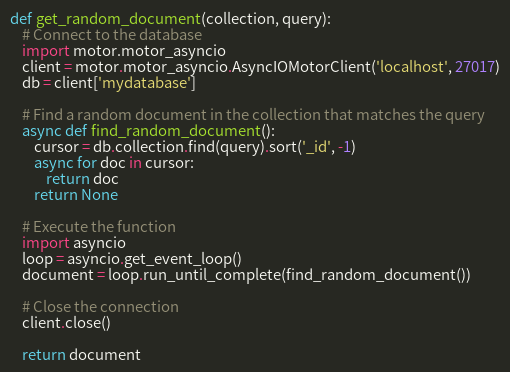 def get_random_document(collection, query):
    # Connect to the database
    import motor.motor_asyncio
    client = motor.motor_asyncio.AsyncIOMotorClient('localhost', 27017)
    db = client['mydatabase']

    # Find a random document in the collection that matches the query
    async def find_random_document():
        cursor = db.collection.find(query).sort('_id', -1)
        async for doc in cursor:
            return doc
        return None

    # Execute the function
    import asyncio
    loop = asyncio.get_event_loop()
    document = loop.run_until_complete(find_random_document())

    # Close the connection
    client.close()

    return document